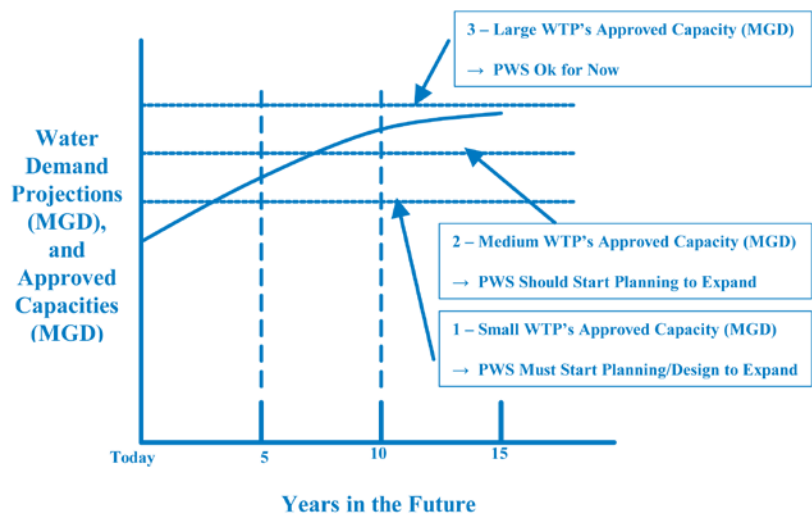 3 – Large WTP's Approved Capacity (MGD)
→ PWS Ok for Now
Water
Demand
Projections
(MGD),
and
Approved
Capacities
(MGD)
2 – Medium WTP's Approved Capacity (MGD)
→ PWS Should Start Planning to Expand
1 – Small WTP's Approved Capacity (MGD)
→ PWS Must Start Planning/Design to Expand
Today 5 10 15
Years in the Future